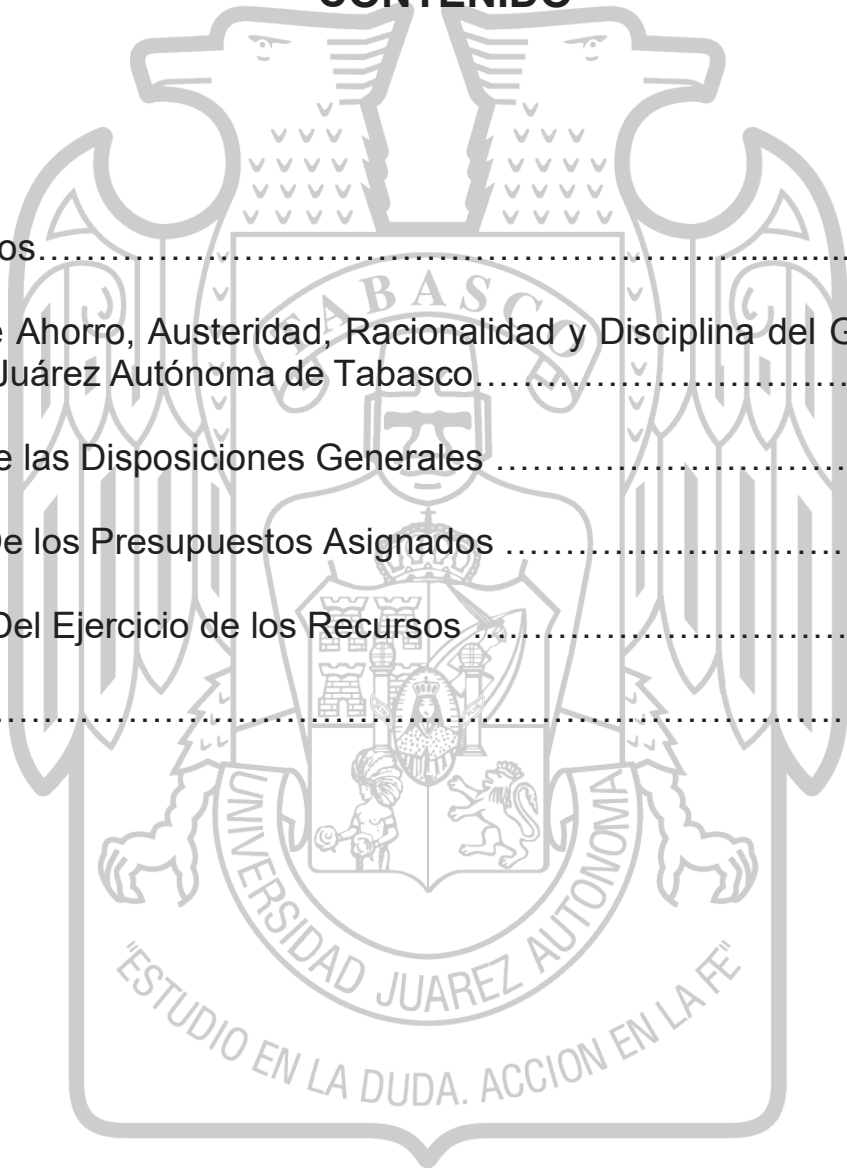 CONTENIDO
os
e Ahorro, Austeridad, Racionalidad y Disciplina del G
Juárez Autónoma de Tabasco
e las Disposiciones Generales
De los Presupuestos Asignados
Del Ejercicio de los Recursos
TABASCO
UNIVERSIDAD JUAREZ AUTONOMA
"ESTUDIO EN LA DUDA. ACCION EN LA FE"